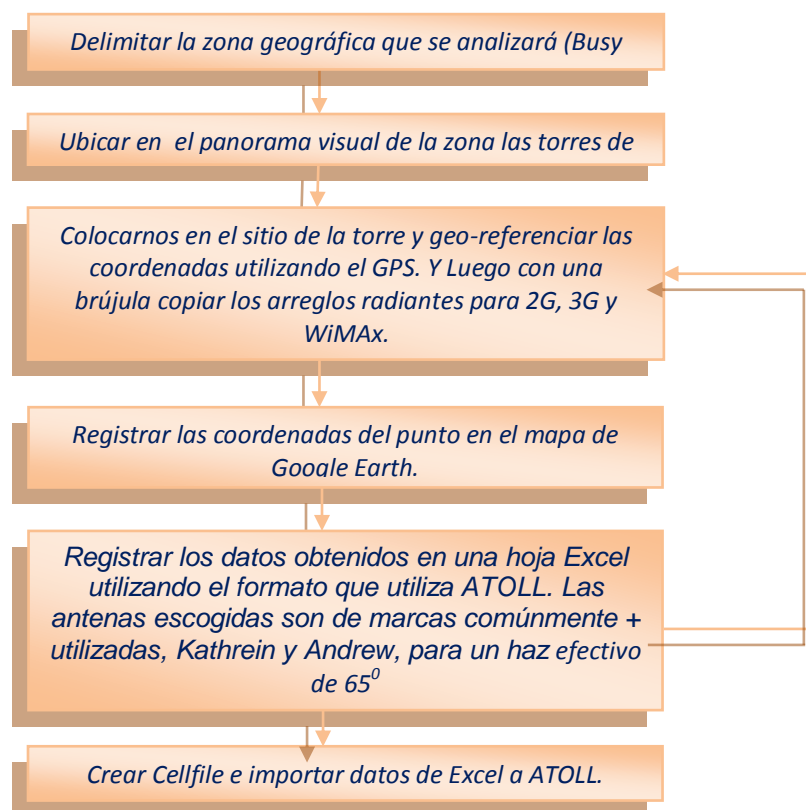 Delimitar la zona geográfica que se analizará (Busy
Ubicar en el panorama visual de la zona las torres de
Colocarnos en el sitio de la torre y geo-referenciar las
coordenadas utilizando el GPS. Y Luego con una
brújula copiar los arreglos radiantes para 2G, 3G y
WiMAx.
Registrar las coordenadas del punto en el mapa de
Google Earth.
Registrar los datos obtenidos en una hoja Excel
utilizando el formato que utiliza ATOLL. Las
antenas escogidas son de marcas comúnmente +
utilizadas, Kathrein y Andrew, para un haz efectivo
de 65⁰
Crear Cellfile e importar datos de Excel a ATOLL.